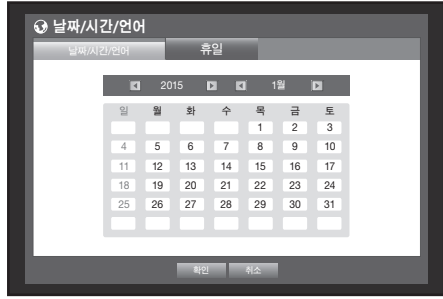 날짜/시간/언어
날짜/시간/언어 휴일
2015 1월
일 월 화 수 목 금 토
1 2 3
4 5 6 7 8 9 10
11 12 13 14 15 16 17
18 19 20 21 22 23 24
25 26 27 28 29 30 31
확인 취소